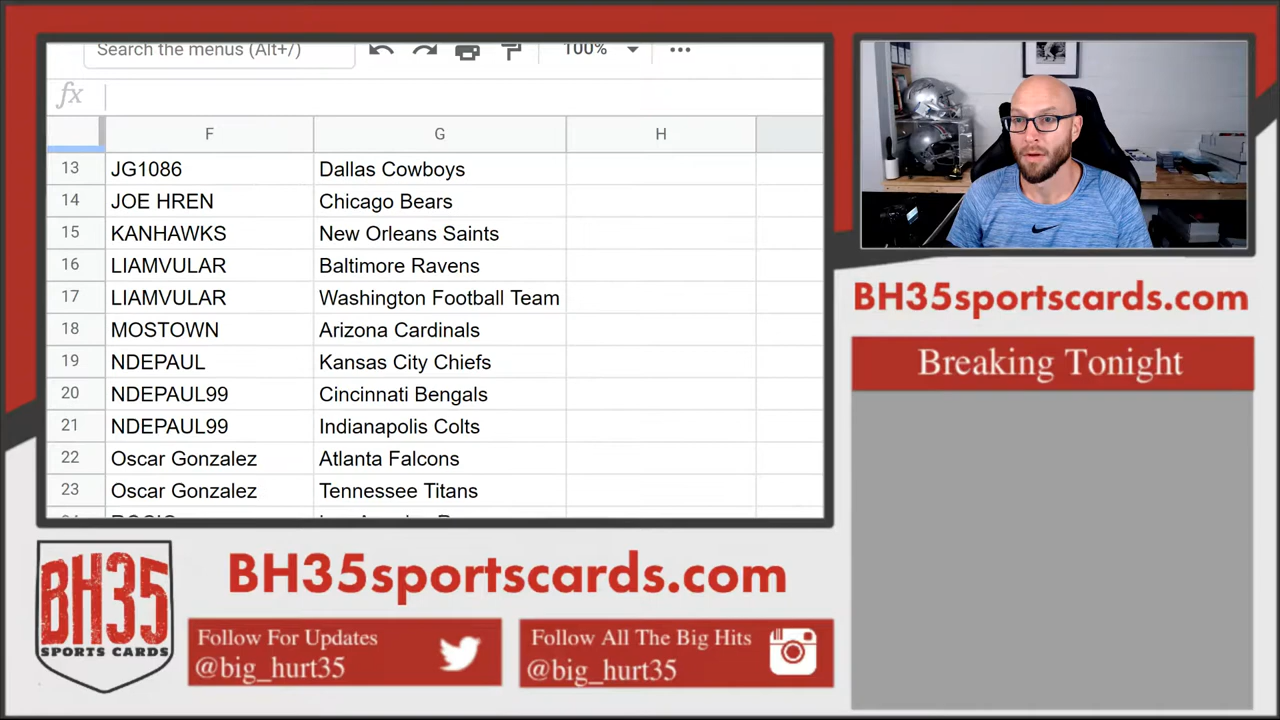 Search the menus (Alt+/) 100%
fx
F G H
13 JG1086 Dallas Cowboys
14 JOE HREN Chicago Bears
15 KANHAWKS New Orleans Saints
16 LIAMVULAR Baltimore Ravens
17 LIAMVULAR Washington Football Team
18 MOSTOWN Arizona Cardinals
19 NDEPAUL Kansas City Chiefs
20 NDEPAUL99 Cincinnati Bengals
21 NDEPAUL99 Indianapolis Colts
22 Oscar Gonzalez Atlanta Falcons
23 Oscar Gonzalez Tennessee Titans
BH35sportscards.com
Breaking Tonight
BH35
SPORTS CARDS
BH35sportscards.com
Follow For Updates
@big_hurt35
Follow All The Big Hits
@big_hurt35